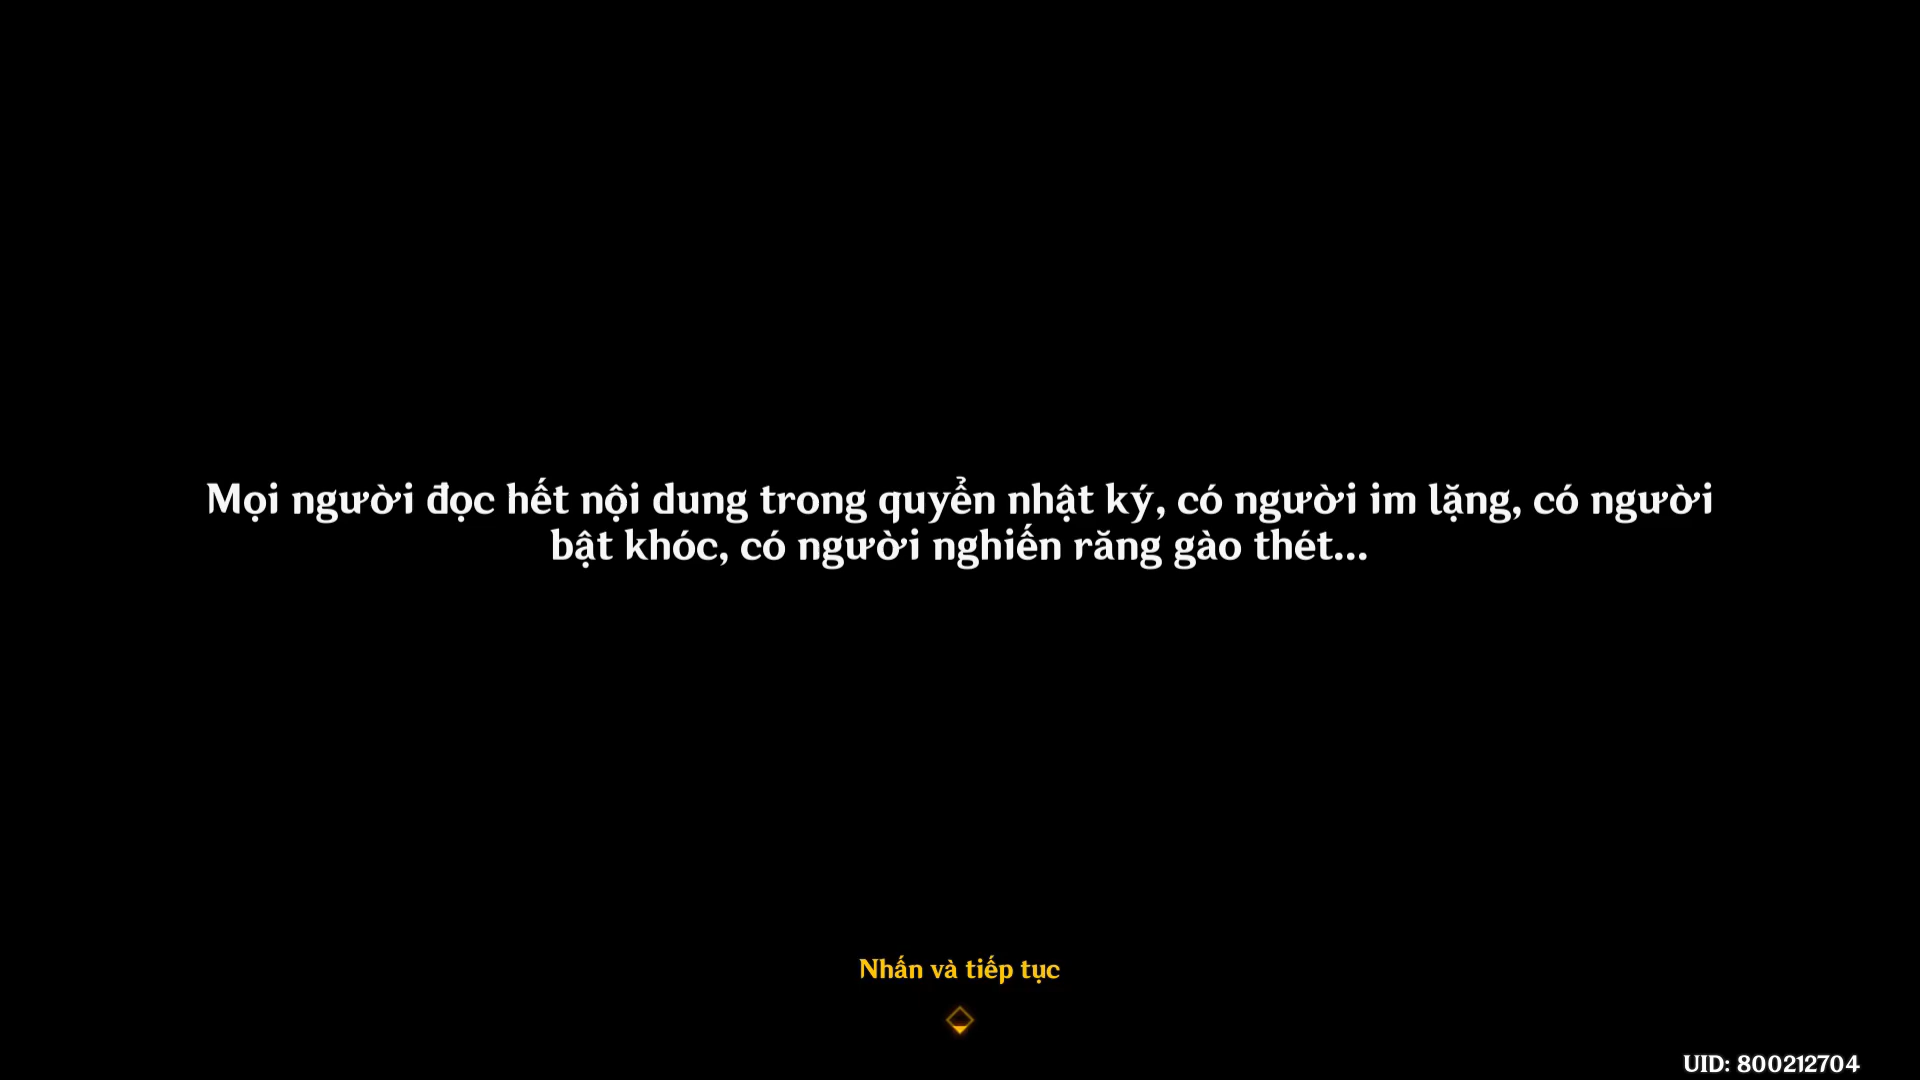 Mọi người đọc hết nội dung trong quyển nhật ký, có người im lặng, có người
bật khóc, có người nghiến răng gào thét...
Nhấn và tiếp tục
UID: 800212704